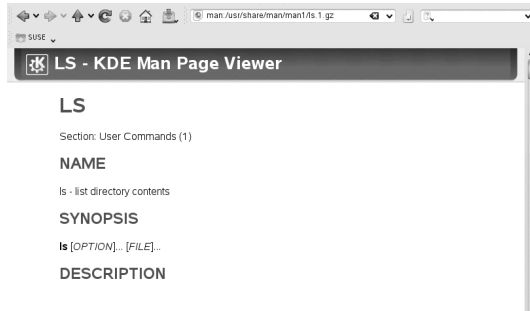 man:/usr/share/man/man1/ls.1.gz
SUSE
LS - KDE Man Page Viewer
LS
Section: User Commands (1)
NAME
ls - list directory contents
SYNOPSIS
ls [OPTION]... [FILE]...
DESCRIPTION